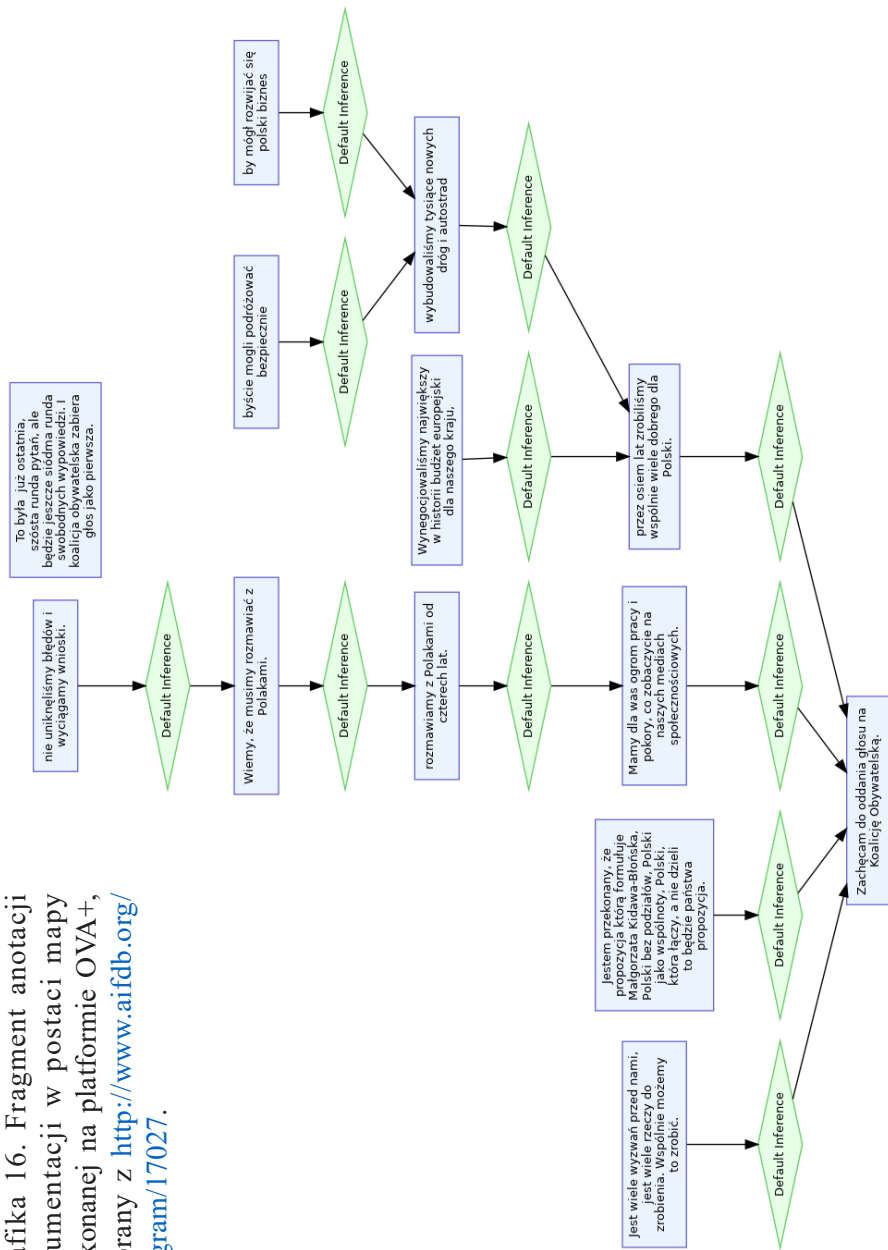 afika 16. Fragment anotacji
umentacji w postaci mapy
konanej na platformie OVA+,
brany z http://www.aifdb.org/
gram/17027.
To była już ostatnia,
szósta runda pytań, ale
będzie jeszcze siódma runda
swobodnych wypowiedzi. I
koalicja obywatelska zabiera
głos jako pierwsza.
nie uniknęliśmy błędów i
wyciągamy wnioski.
Default Inference
Wiemy, że musimy rozmawiać z
Polakami.
byście mogli podróżować
bezpiecznie
by mógł rozwijać się
polski biznes
Default Inference
Default Inference
Default Inference
rozmawiamy z Polakami od
czterech lat.
Wynegocjowaliśmy największy
w historii budżet europejski
dla naszego kraju,
wybudowaliśmy tysiące nowych
dróg i autostrad
Default Inference
Default Inference
Default Inference
Jest wiele wyzwań przed nami,
jest wiele rzeczy do
zrobienia. Wspólnie możemy
to zrobić.
Jestem przekonany, że
propozycja którą formułuje
Małgorzata Kidawa-Błońska,
Polski bez podziałów, Polski
jako wspólnoty, Polski,
która łączy, a nie dzieli
to będzie państwa
propozycja.
Mamy dla was ogrom pracy i
pokory, co zobaczycie na
naszych mediach
społecznościowych.
przez osiem lat zrobiliśmy
wspólnie wiele dobrego dla
Polski.
Default Inference
Default Inference
Default Inference
Default Inference
Zachęcam do oddania głosu na
Koalicję Obywatelską.